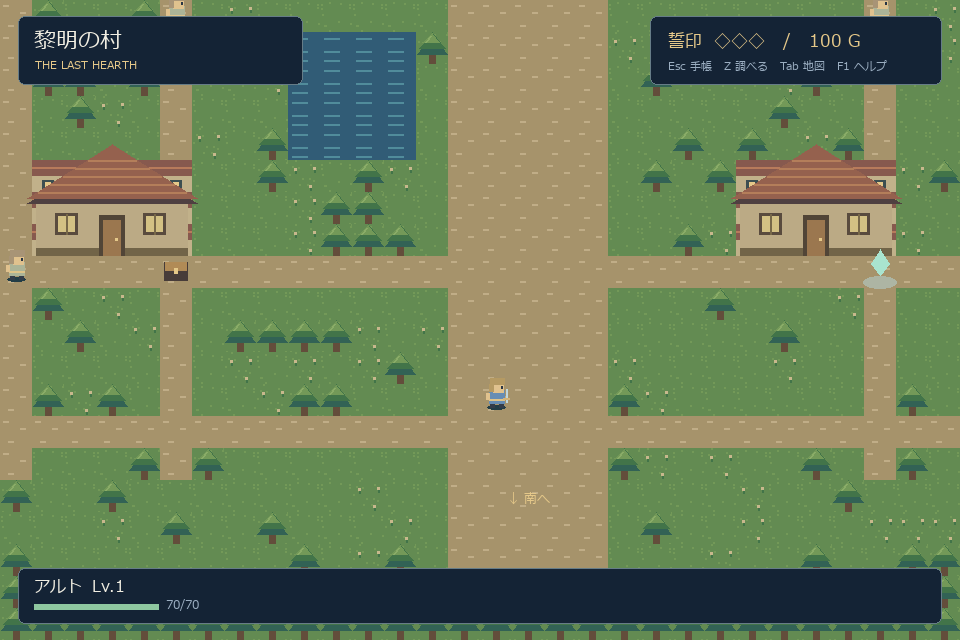 黎明の村
THE LAST HEARTH
誓印 ◇◇◇ / 100 G
Esc 手帳 Z 調べる Tab 地図 F1 ヘルプ
↓ 南へ
アルト Lv.1
70/70